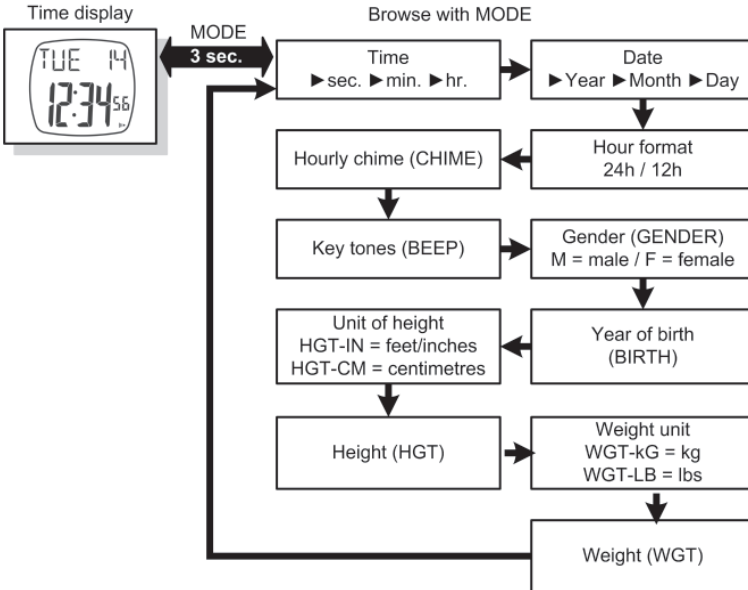 Time display
Browse with MODE
MODE
3 sec.
TUE 14
12:34 56
Time
►sec. ►min. ►hr.
Date
►Year ►Month ►Day
Hour format
24h / 12h
Hourly chime (CHIME)
Key tones (BEEP)
Gender (GENDER)
M = male / F = female
Year of birth
(BIRTH)
Unit of height
HGT-IN = feet/inches
HGT-CM = centimetres
Height (HGT)
Weight unit
WGT-kG = kg
WGT-LB = lbs
Weight (WGT)